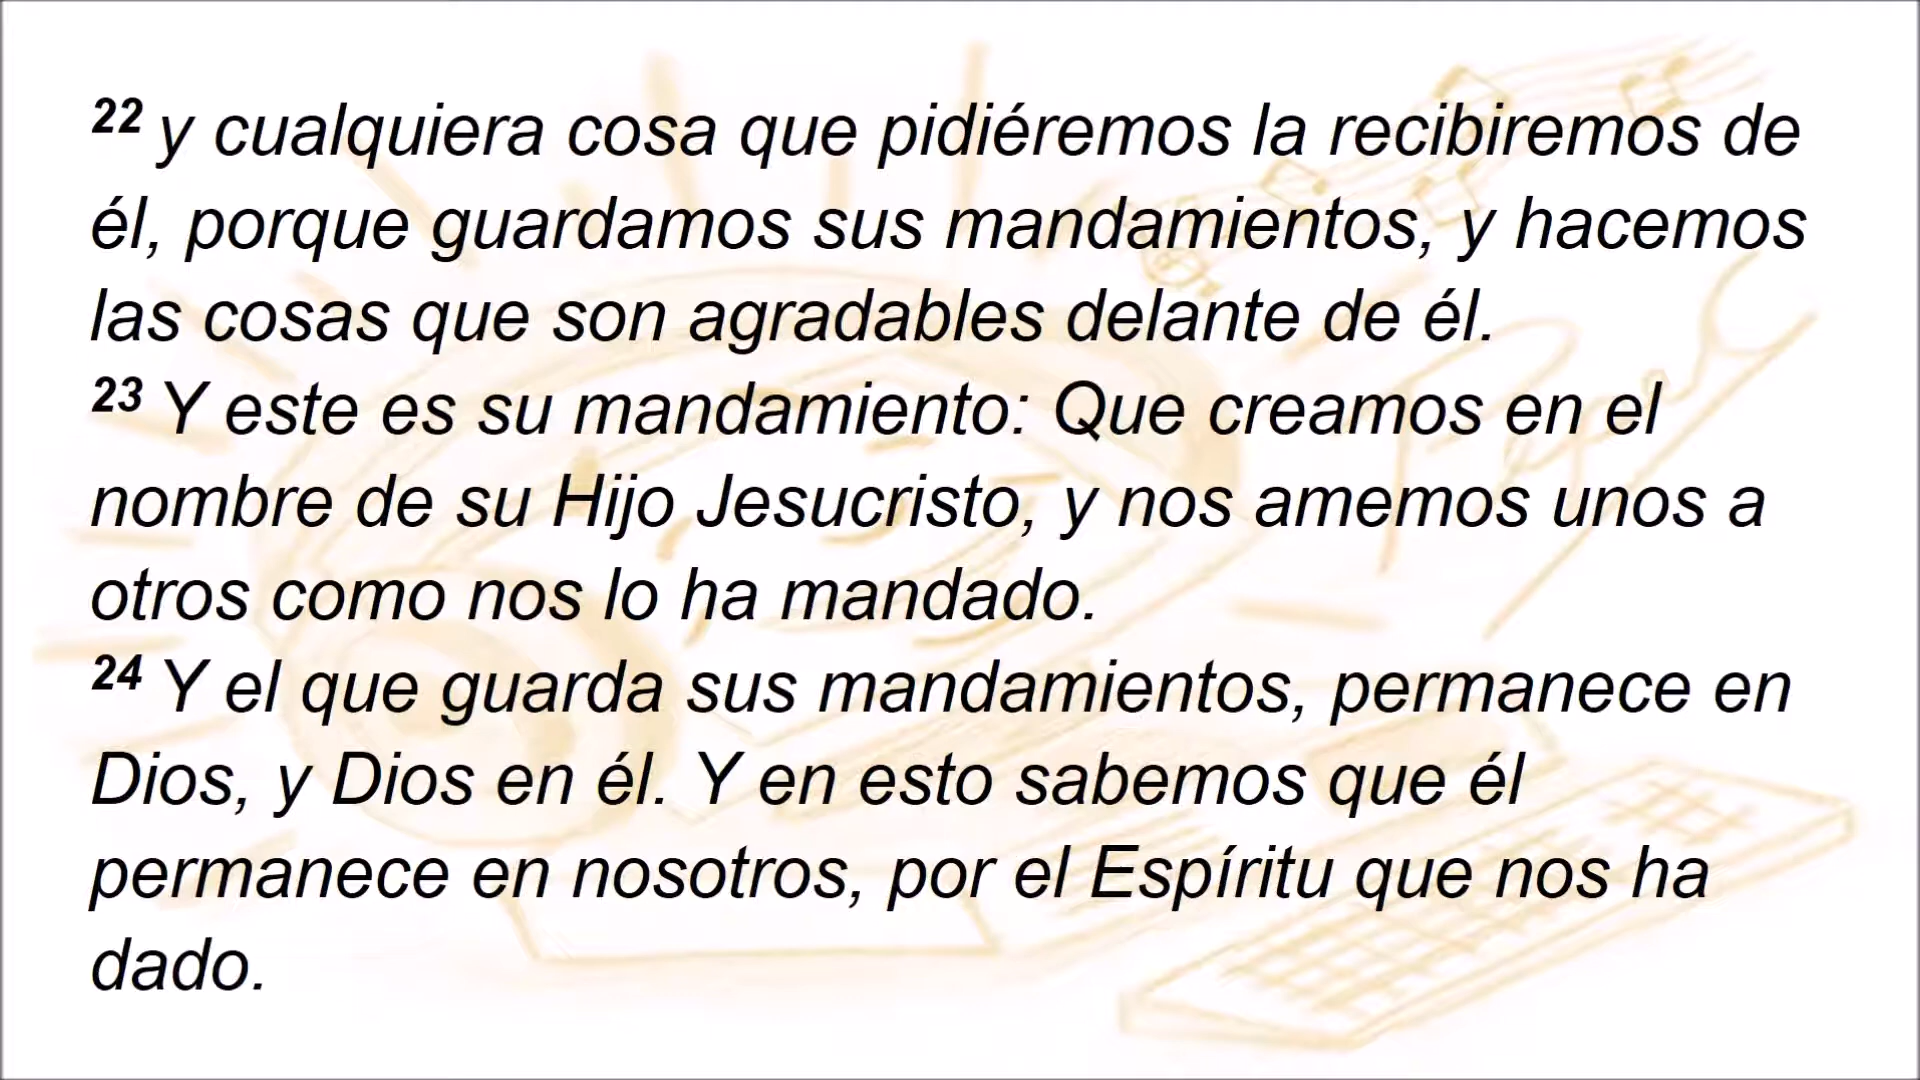 22 y cualquiera cosa que pidiéremos la recibiremos de
él, porque guardamos sus mandamientos, y hacemos
las cosas que son agradables delante de él.
23 Y este es su mandamiento: Que creamos en el
nombre de su Hijo Jesucristo, y nos amemos unos a
otros como nos lo ha mandado.
24 Y el que guarda sus mandamientos, permanece en
Dios, y Dios en él. Y en esto sabemos que él
permanece en nosotros, por el Espíritu que nos ha
dado.